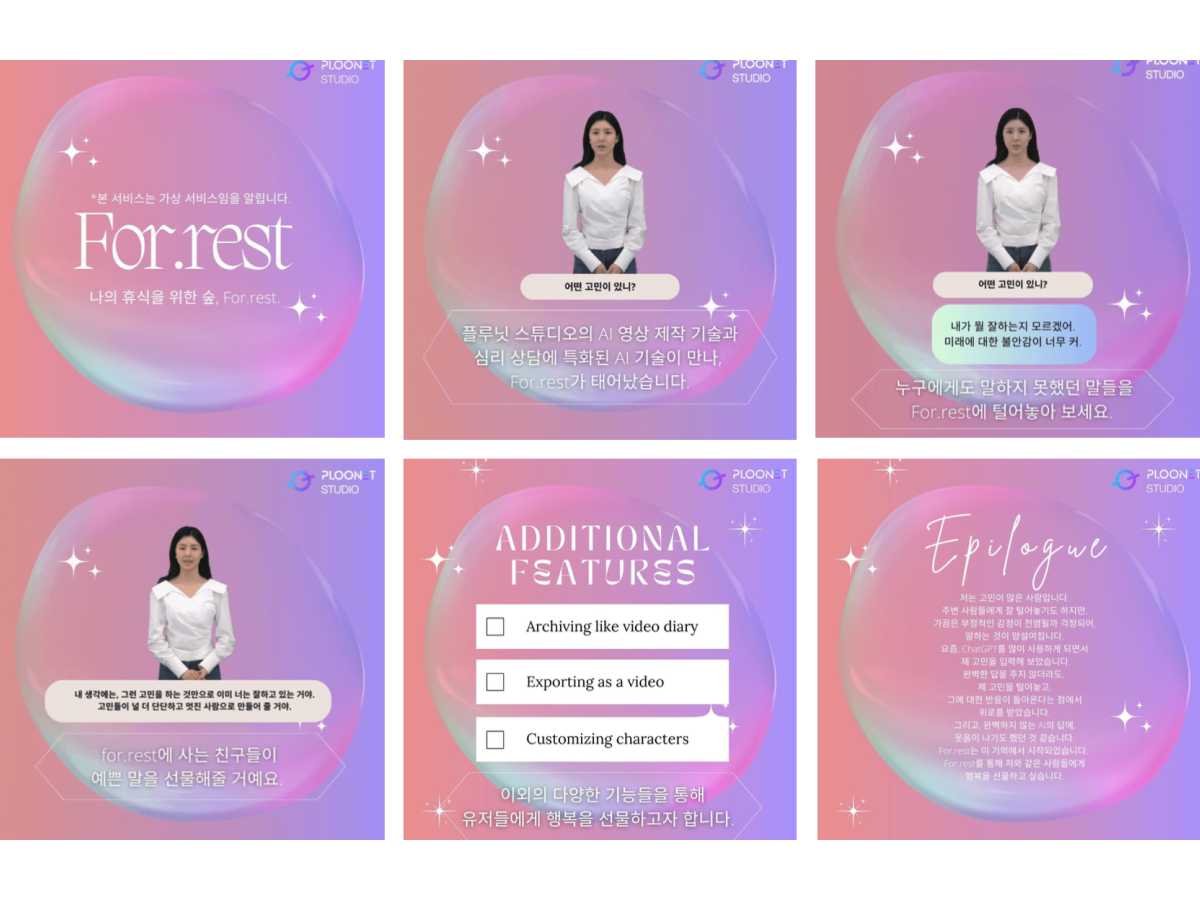 PLOONET
STUDIO
*본 서비스는 가상 서비스임을 알립니다.
For.rest
나의 휴식을 위한 숲, For.rest.
PLOONET
STUDIO
어떤 고민이 있니?
플루닛 스튜디오의 AI 영상 제작 기술과
심리 상담에 특화된 AI 기술이 만나,
For.rest가 태어났습니다.
PLOONET
STUDIO
어떤 고민이 있니?
내가 뭘 잘하는지 모르겠어.
미래에 대한 불안감이 너무 커.
누구에게도 말하지 못했던 말들을
For.rest에 털어놓아 보세요.
PLOONET
STUDIO
내 생각에는, 그런 고민을 하는 것만으로 이미 너는 잘하고 있는 거야.
고민들이 널 더 단단하고 멋진 사람으로 만들어 줄 거야.
for.rest에 사는 친구들이
예쁜 말을 선물해줄 거예요.
PLOONET
STUDIO
ADDITIONAL
FEATURES
Archiving like video diary
Exporting as a video
Customizing characters
이외의 다양한 기능들을 통해
유저들에게 행복을 선물하고자 합니다.
PLOONET
STUDIO
Epilogue
저는 고민이 많은 사람입니다.
주변 사람들에게 잘 털어놓기도 하지만,
가끔은 부정적인 감정이 전염될까 걱정되어,
말하는 것이 망설여집니다.
요즘, ChatGPT를 많이 사용하게 되면서
제 고민을 입력해 보았습니다.
완벽한 답을 주지 않더라도,
제 고민을 털어놓고,
그에 대한 반응이 돌아온다는 점에서
위로를 받았습니다.
그리고, 완벽하지 않는 AI의 답에,
웃음이 나기도 했던 것 같습니다.
For.rest는 이 기억에서 시작되었습니다.
For.rest를 통해 저와 같은 사람들에게
행복을 선물하고 싶습니다.